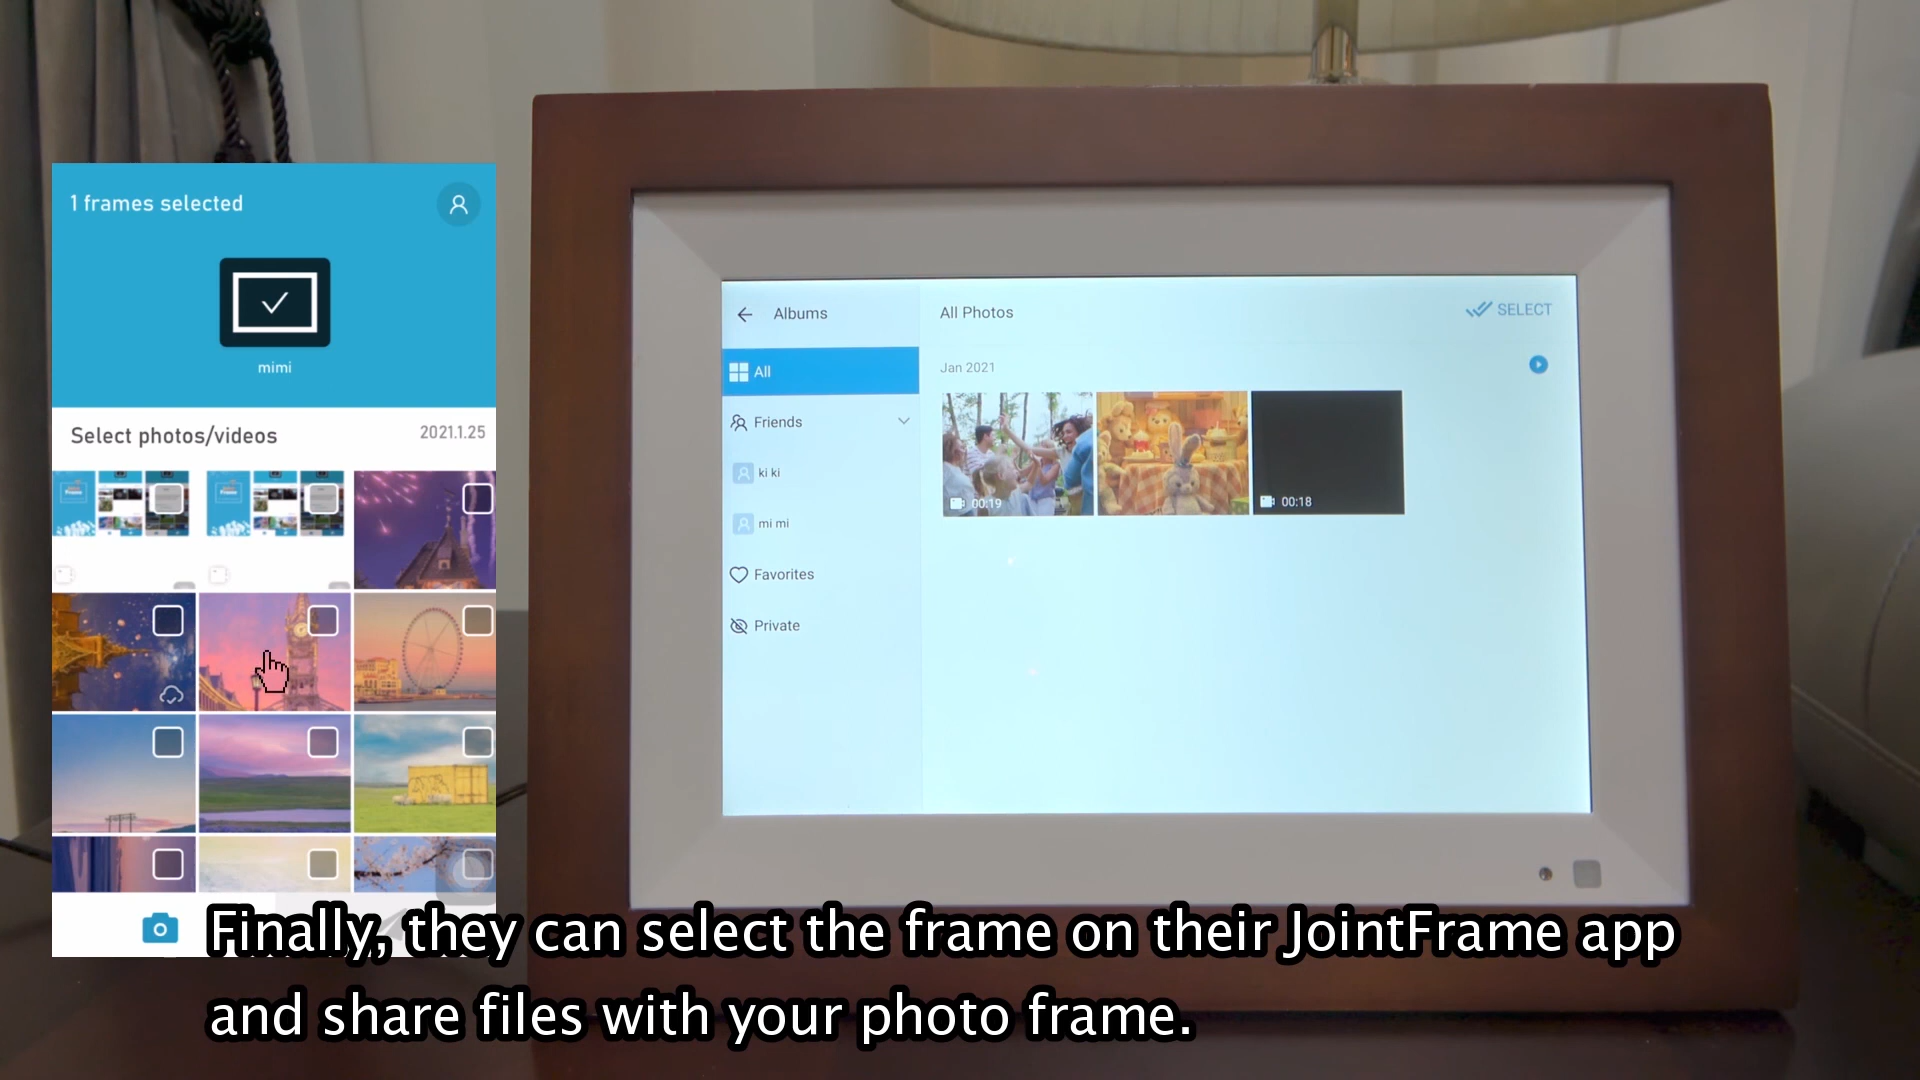 1 frames selected
mimi
Select photos/videos
2021.1.25
Albums
All
Friends
ki ki
mi mi
Favorites
Private
All Photos
SELECT
Jan 2021
00:19
00:18
Finally, they can select the frame on their JointFrame app
and share files with your photo frame.